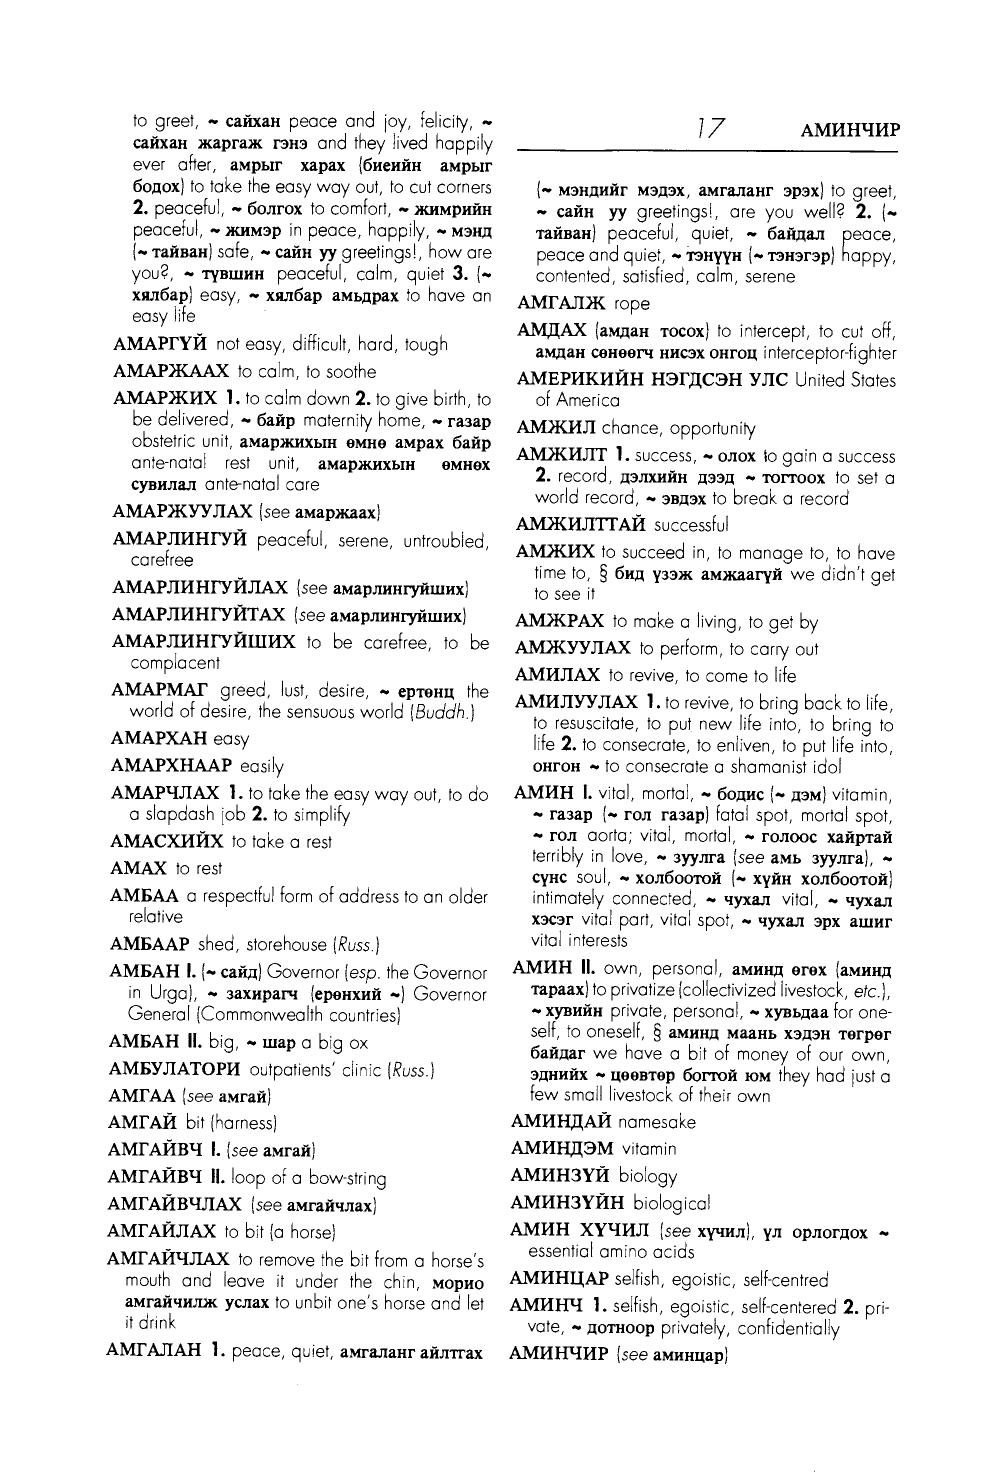 to greet, ~ сайхан peace and joy, felicity, ~
сайхан жаргаж гэнэ and they lived happily
ever after, амрыг харах (биеийн амрыг
бодох) to take the easy way out, to cut corners
2. peaceful, ~ болгох to comfort, ~ жимрийн
peaceful, ~ жимэр in peace, happily, ~ мэнд
(~ тайван) safe, ~ сайн уу greetings!, how are
you?, ~ түвшин peaceful, calm, quiet 3. (~
хялбар) easy, ~ хялбар амьдрах to have an
easy life
АМАРГҮЙ not easy, difficult, hard, tough
АМАРЖААХ to calm, to soothe
АМАРЖИХ 1. to calm down 2. to give birth, to
be delivered, ~ байр maternity home, ~ газар
obstetric unit, амаржихын өмнө амрах байр
ante-natal rest unit, амаржихын өмнөх
сувилал ante-natal care
АМАРЖУУЛАХ (see амаржаах)
АМАРЛИНГУЙ peaceful, serene, untroubled,
carefree
АМАРЛИНГУЙЛАХ (see амарлингуйших)
АМАРЛИНГУЙТАХ (see амарлингуйших)
АМАРЛИНГУЙШИХ to be carefree, to be
complacent
АМАРМАГ greed, lust, desire, ~ ертөнц the
world of desire, the sensuous world (Buddh.)
АМАРХАН easy
АМАРХНААР easily
АМАРЧЛАХ 1. to take the easy way out, to do
a slapdash job 2. to simplify
АМАСХИЙХ to take a rest
АМАХ to rest
АМБАА a respectful form of address to an older
relative
АМБААР shed, storehouse (Russ.)
АМБАН I. (~ сайд) Governor (esp. the Governor
in Urga), ~ захирагч (ерөнхий ~) Governor
General (Commonwealth countries)
АМБАН II. big, ~ шар a big ox
АМБУЛАТОРИ outpatients' clinic (Russ.)
АМГАА (see амгай)
АМГАЙ bit (harness)
АМГАЙВЧ I. (see амгай)
АМГАЙВЧ II. loop of a bow-string
АМГАЙВЧЛАХ (see амгайчлах)
АМГАЙЛАХ to bit (a horse)
АМГАЙЧЛАХ to remove the bit from a horse's
mouth and leave it under the chin, морио
амгайчилж услах to unbit one's horse and let
it drink
АМГАЛАН 1. peace, quiet, амгаланг айлтгах
17 АМИНЧИР
(~ мэндийг мэдэх, амгаланг эрэх) to greet,
~ сайн уу greetings!, are you well? 2. (~
тайван) peaceful, quiet, ~ байдал peace,
peace and quiet, ~ тэнүүн (~ тэнэгэр) happy,
contented, satisfied, calm, serene
АМГАЛЖ rope
АМДАХ (амдан тосох) to intercept, to cut off,
амдан сөнөөгч нисэх онгоц interceptor-fighter
АМЕРИКИЙН НЭГДСЭН УЛС United States
of America
АМЖИЛ chance, opportunity
АМЖИЛТ 1. success, ~ олох to gain a success
2. record, дэлхийн дээд ~ тогтоох to set a
world record, ~ эвдэх to break a record
АМЖИЛТТАЙ successful
АМЖИХ to succeed in, to manage to, to have
time to, § бид үзэж амжаагүй we didn't get
to see it
АМЖРАХ to make a living, to get by
АМЖУУЛАХ to perform, to carry out
АМИЛАХ to revive, to come to life
АМИЛУУЛАХ 1. to revive, to bring back to life,
to resuscitate, to put new life into, to bring to
life 2. to consecrate, to enliven, to put life into,
онгон ~ to consecrate a shamanist idol
АМИН I. vital, mortal, ~ бодис (~ дэм) vitamin,
~ газар (~ гол газар) fatal spot, mortal spot,
~ гол aorta; vital, mortal, ~ голоос хайртай
terribly in love, ~ зуулга (see амь зуулга), ~
сүнс soul, ~ холбоотой (~ хүйн холбоотой)
intimately connected, ~ чухал vital, ~ чухал
хэсэг vital part, vital spot, ~ чухал эрх ашиг
vital interests
АМИН II. own, personal, аминд өгөх (аминд
тараах) to privatize (collectivized livestock, etc.),
~ хувийн private, personal, ~ хувьдаа for one-
self, to oneself, § аминд маань хэдэн төгрөг
байдаг we have a bit of money of our own,
эднийх ~ цөөвтөр богтой юм they had just a
few small livestock of their own
АМИНДАЙ namesake
АМИНДЭМ vitamin
АМИНЗҮЙ biology
АМИНЗҮЙН biological
АМИН ХҮЧИЛ (see хүчил), үл орлогдох ~
essential amino acids
АМИНЦАР selfish, egoistic, self-centred
АМИНЧ 1. selfish, egoistic, self-centered 2. pri-
vate, ~ дотноор privately, confidentially
АМИНЧИР (see аминцар)